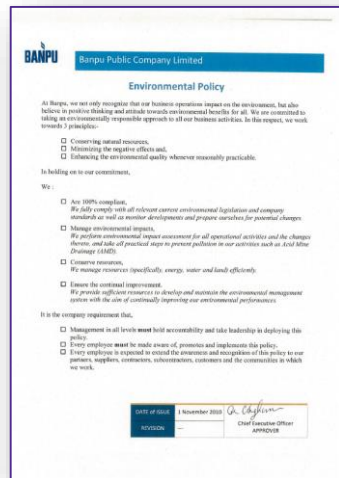 BANPU
Banpu Public Company Limited
Environmental Policy
At Banpu, we not only recognize that our business operations impact on the environment, but also
believe in positive thinking and attitude towards environmental benefits for all. We are committed to
taking an environmentally responsible approach to all our business activities. In this respect, we work
towards 3 principles:-
☐ Conserving natural resources,
☐ Minimizing the negative effects and,
☐ Enhancing the environmental quality whenever reasonably practicable.
In holding on to our commitment,
We :
☐ Are 100% compliant,
We fully comply with all relevant current environmental legislation and company
standards as well as monitor developments and prepare ourselves for potential changes.
☐ Manage environmental impacts,
We perform environmental impact assessment for all operational activities and the changes
thereto, and take all practical steps to prevent pollution in our activities such as Acid Mine
Drainage (AMD).
☐ Conserve resources,
We manage resources (specifically, energy, water and land) efficiently.
☐ Ensure the continual improvement.
We provide sufficient resources to develop and maintain the environmental management
system with the aim of continually improving our environmental performances.
It is the company requirement that,
☐ Management in all levels must held accountability and take leadership in deploying this
policy.
☐ Every employee must be made aware of, promotes and implements this policy.
☐ Every employee is expected to extend the awareness and recognition of this policy to our
partners, suppliers, contractors, subcontractors, customers and the communities in which
we work.
DATE of ISSUE 1 November 2010
REVISION —
Chief Executive Officer
APPROVER